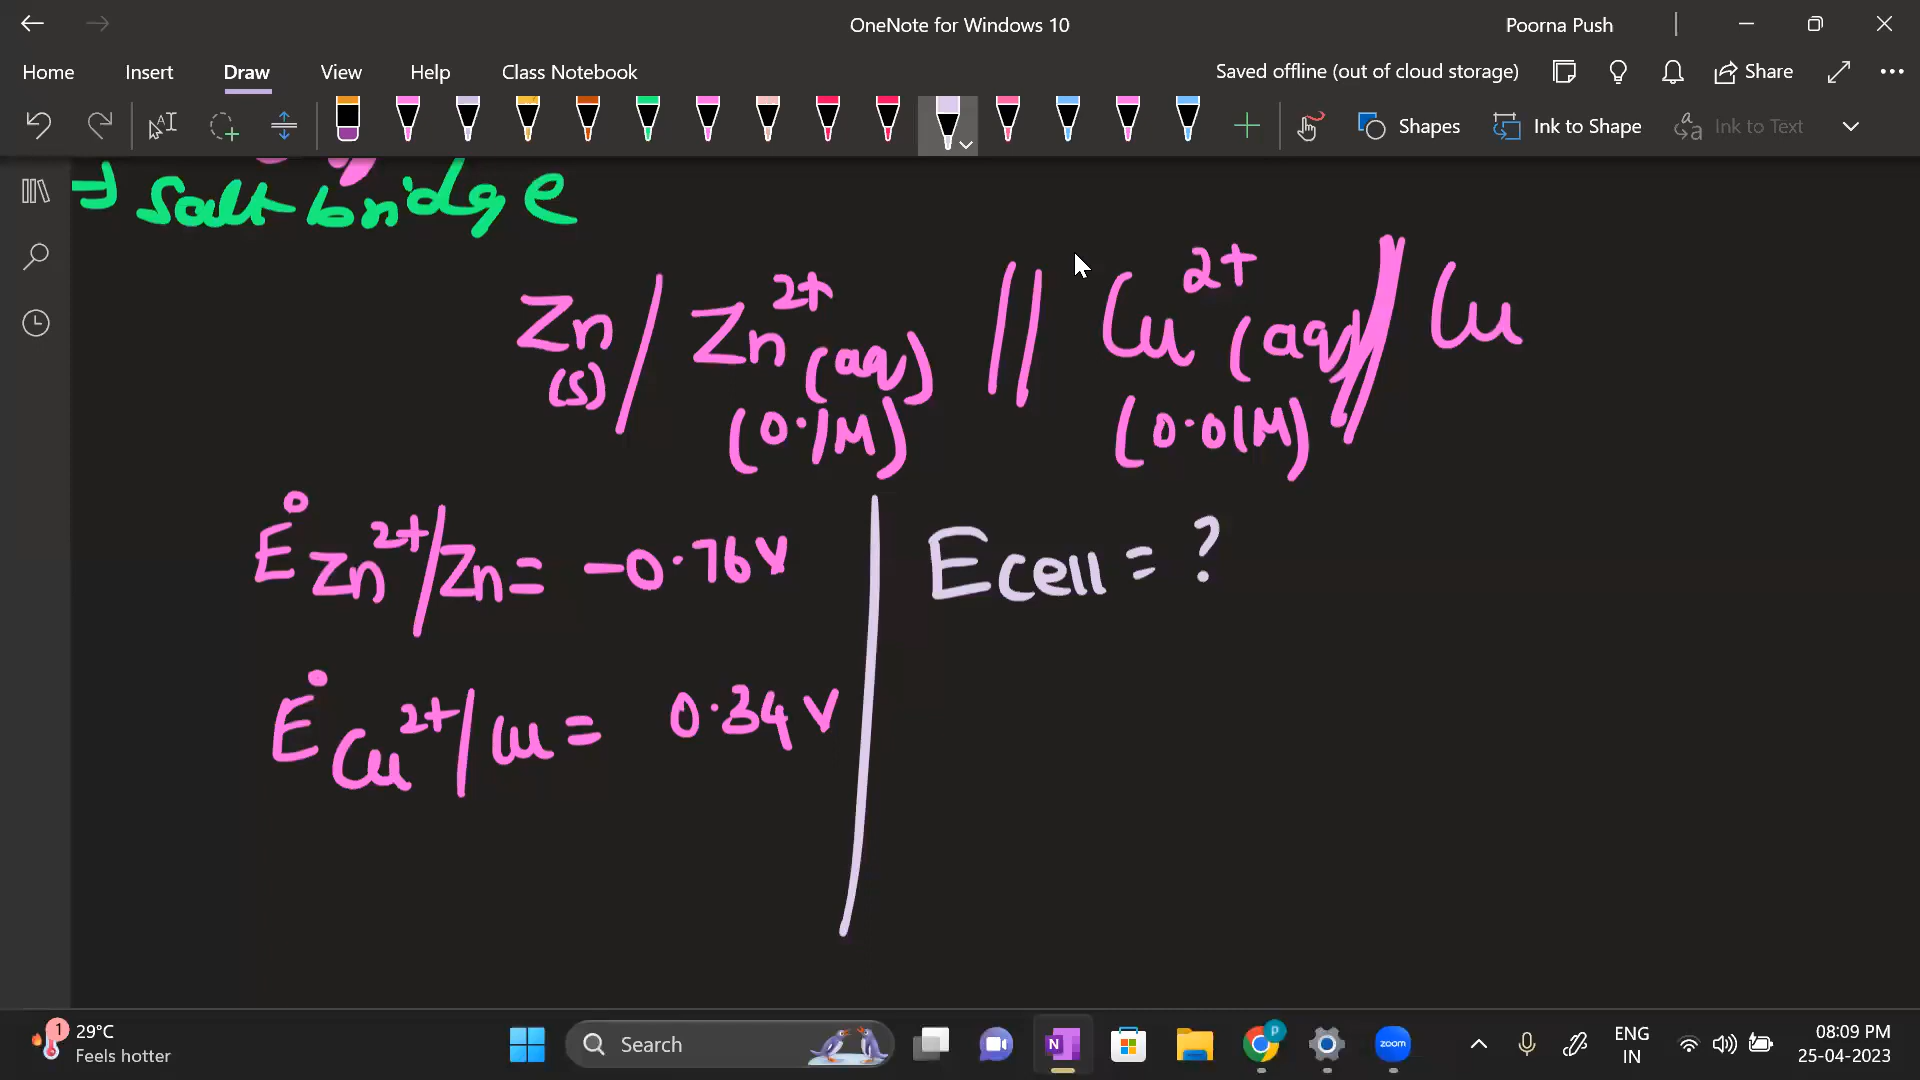 OneNote for Windows 10
Poorna Push
Home Insert Draw View Help Class Notebook
Saved offline (out of cloud storage)
Share
Shapes
Ink to Shape
Ink to Text
→ Salt bridge
Zn / Zn²⁺ (aq) || Cu²⁺ (aq) / Cu
(s) (0.1M) (0.01M)
E° Zn²⁺/Zn = -0.76V
Ecell = ?
E° Cu²⁺/Cu = 0.34 V
1
29°C
Feels hotter
Search
N
P
zoom
ENG
IN
08:09 PM
25-04-2023